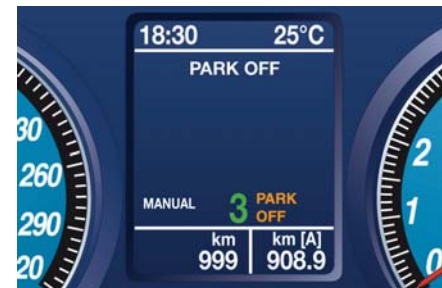 18:30 25°C
PARK OFF
MANUAL 3 PARK
OFF
km km [A]
999 908.9
30
260
290
20
2
1
0